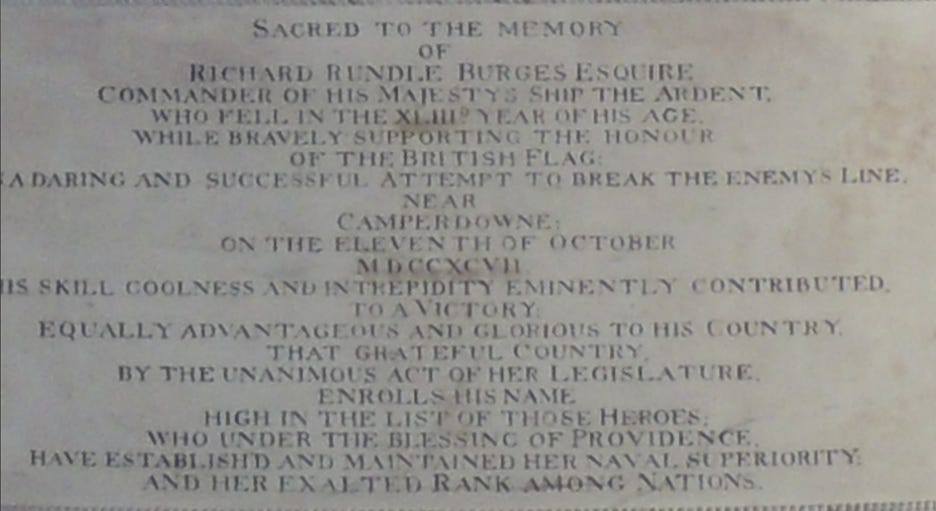 SACRED TO THE MEMORY
OF
RICHARD RUNDLE BURGES ESQUIRE
COMMANDER OF HIS MAJESTYS SHIP THE ARDENT,
WHO FELL IN THE XLIIIᴰ YEAR OF HIS AGE,
WHILE BRAVELY SUPPORTING THE HONOUR
OF THE BRITISH FLAG;
A DARING AND SUCCESSFUL ATTEMPT TO BREAK THE ENEMYS LINE,
NEAR
CAMPERDOWNE;
ON THE ELEVENTH OF OCTOBER
MDCCXCVII
IS SKILL COOLNESS AND INTREPIDITY EMINENTLY CONTRIBUTED,
TO A VICTORY;
EQUALLY ADVANTAGEOUS AND GLORIOUS TO HIS COUNTRY,
THAT GRATEFUL COUNTRY,
BY THE UNANIMOUS ACT OF HER LEGISLATURE,
ENROLLS HIS NAME
HIGH IN THE LIST OF THOSE HEROES;
WHO UNDER THE BLESSING OF PROVIDENCE,
HAVE ESTABLISH'D AND MAINTAINED HER NAVAL SUPERIORITY;
AND HER EXALTED RANK AMONG NATIONS.